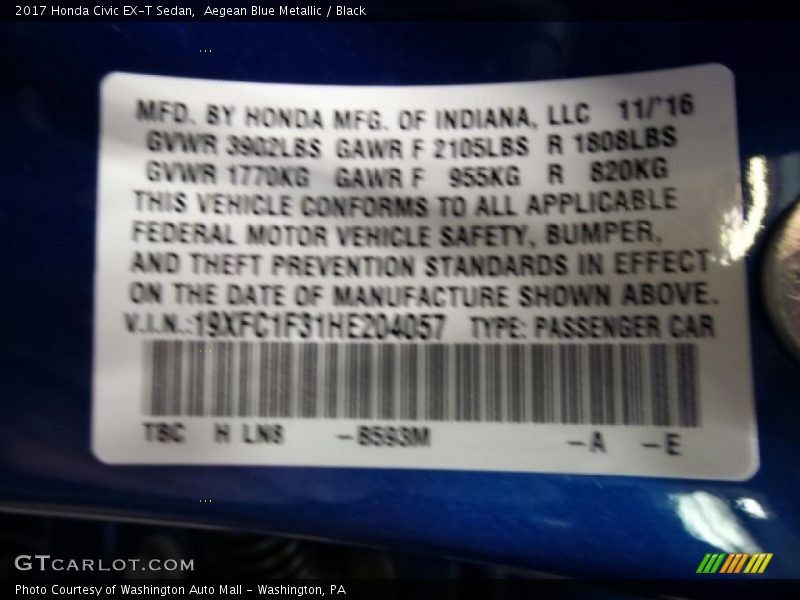 2017 Honda Civic EX-T Sedan, Aegean Blue Metallic / Black
MFD. BY HONDA MFG. OF INDIANA, LLC 11/'16
GVWR 3902LBS GAWR F 2105LBS R 1808LBS
GVWR 1770KG GAWR F 955KG R 820KG
THIS VEHICLE CONFORMS TO ALL APPLICABLE
FEDERAL MOTOR VEHICLE SAFETY, BUMPER,
AND THEFT PREVENTION STANDARDS IN EFFECT
ON THE DATE OF MANUFACTURE SHOWN ABOVE.
V.I.N.:19XFC1F31HE204057 TYPE: PASSENGER CAR
TBC H LN8 -B593M -A -E
GTCARLOT.COM
Photo Courtesy of Washington Auto Mall - Washington, PA